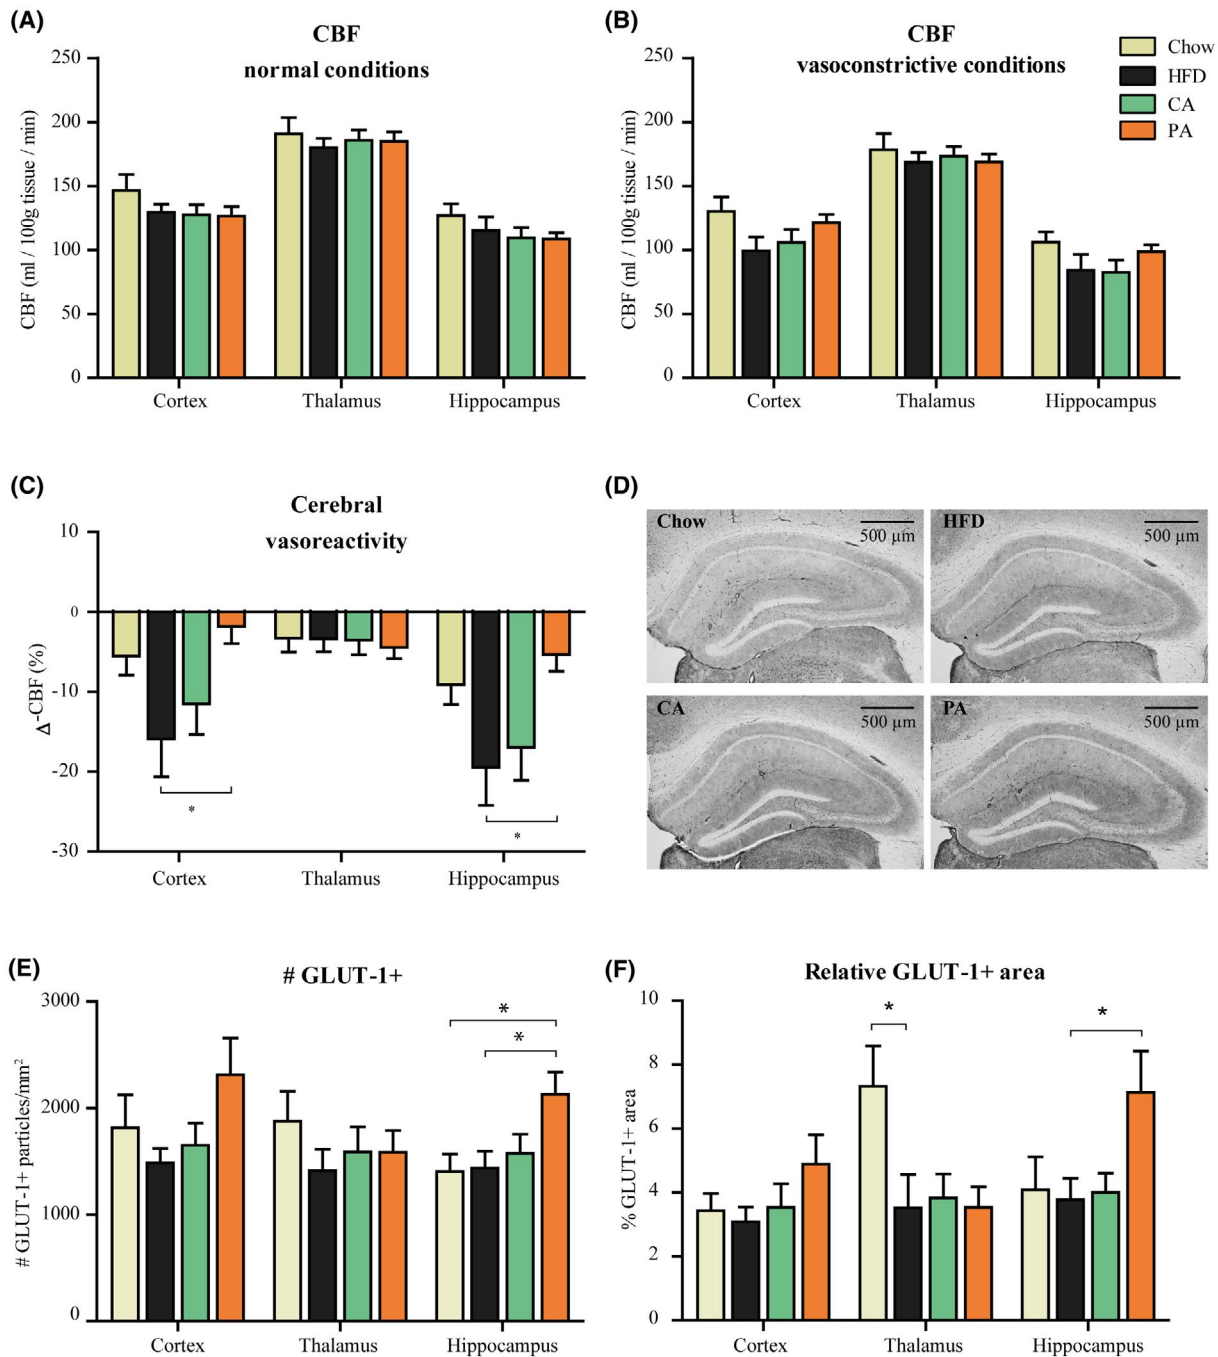 (A)
CBF
normal conditions
250
200
150
100
50
0
CBF (ml / 100g tissue / min)
Cortex
Thalamus
Hippocampus
(B)
CBF
vasoconstrictive conditions
250
200
150
100
50
0
CBF (ml / 100g tissue / min)
Cortex
Thalamus
Hippocampus
Chow
HFD
CA
PA
(C)
Cerebral
vasoreactivity
10
0
-10
-20
-30
Δ-CBF (%)
*
*
Cortex
Thalamus
Hippocampus
(D)
Chow
500 µm
HFD
500 µm
CA
500 µm
PA
500 µm
(E)
# GLUT-1+
3000
2000
1000
0
# GLUT-1+ particles/mm²
*
*
Cortex
Thalamus
Hippocampus
(F)
Relative GLUT-1+ area
10
8
6
4
2
0
% GLUT-1+ area
*
*
Cortex
Thalamus
Hippocampus